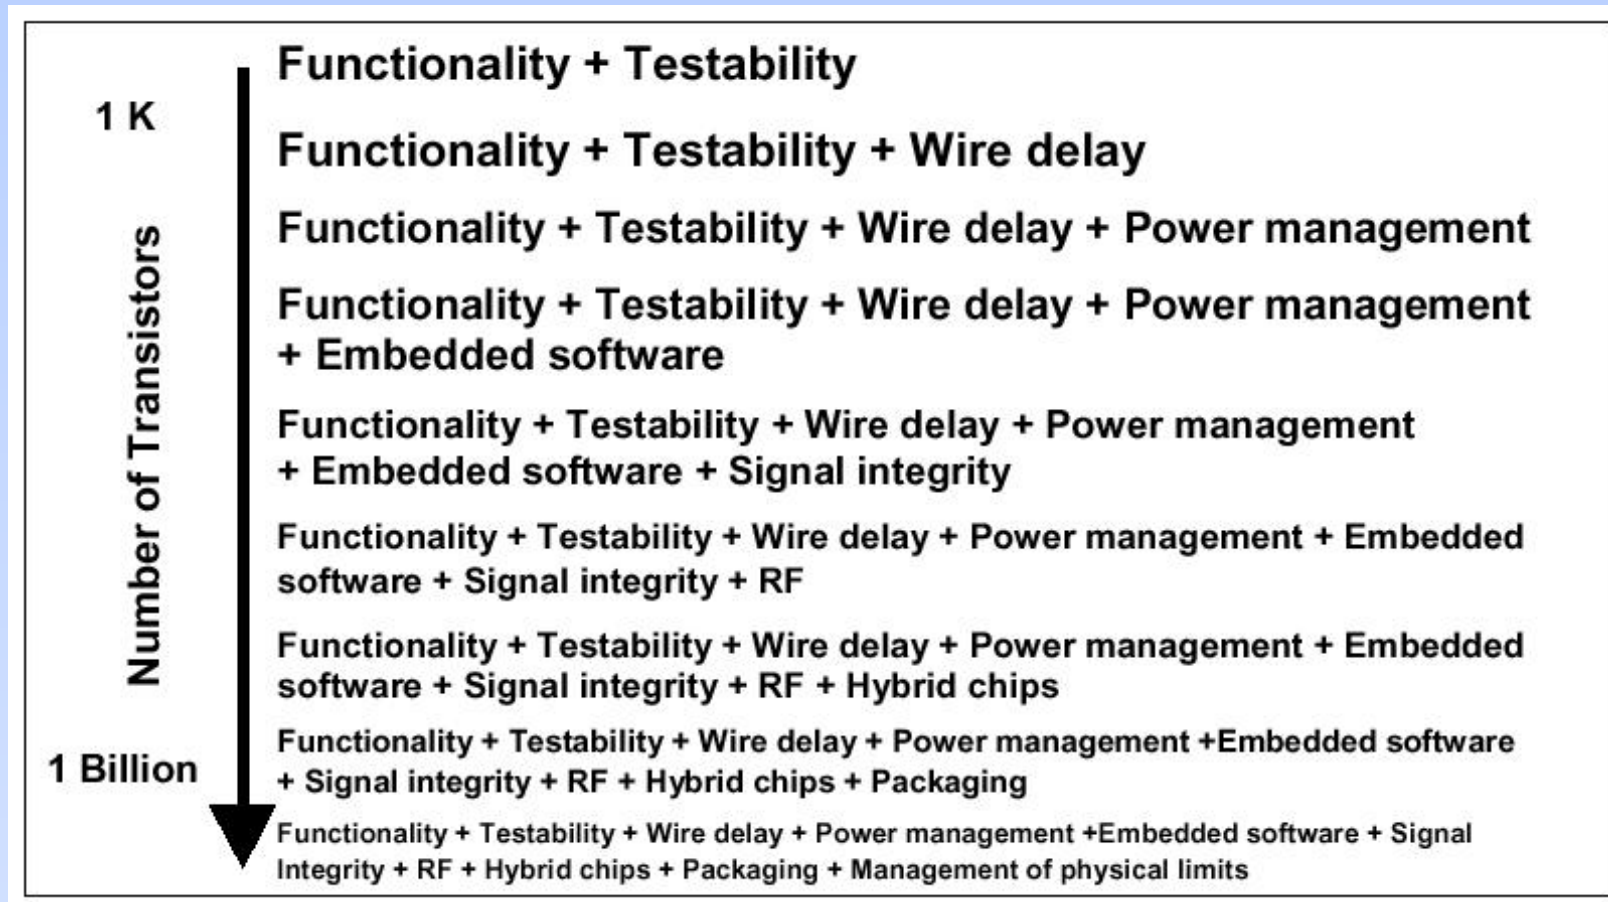 1 K
Number of Transistors
1 Billion
Functionality + Testability
Functionality + Testability + Wire delay
Functionality + Testability + Wire delay + Power management
Functionality + Testability + Wire delay + Power management
+ Embedded software
Functionality + Testability + Wire delay + Power management
+ Embedded software + Signal integrity
Functionality + Testability + Wire delay + Power management + Embedded
software + Signal integrity + RF
Functionality + Testability + Wire delay + Power management + Embedded
software + Signal integrity + RF + Hybrid chips
Functionality + Testability + Wire delay + Power management +Embedded software
+ Signal integrity + RF + Hybrid chips + Packaging
Functionality + Testability + Wire delay + Power management +Embedded software + Signal
Integrity + RF + Hybrid chips + Packaging + Management of physical limits